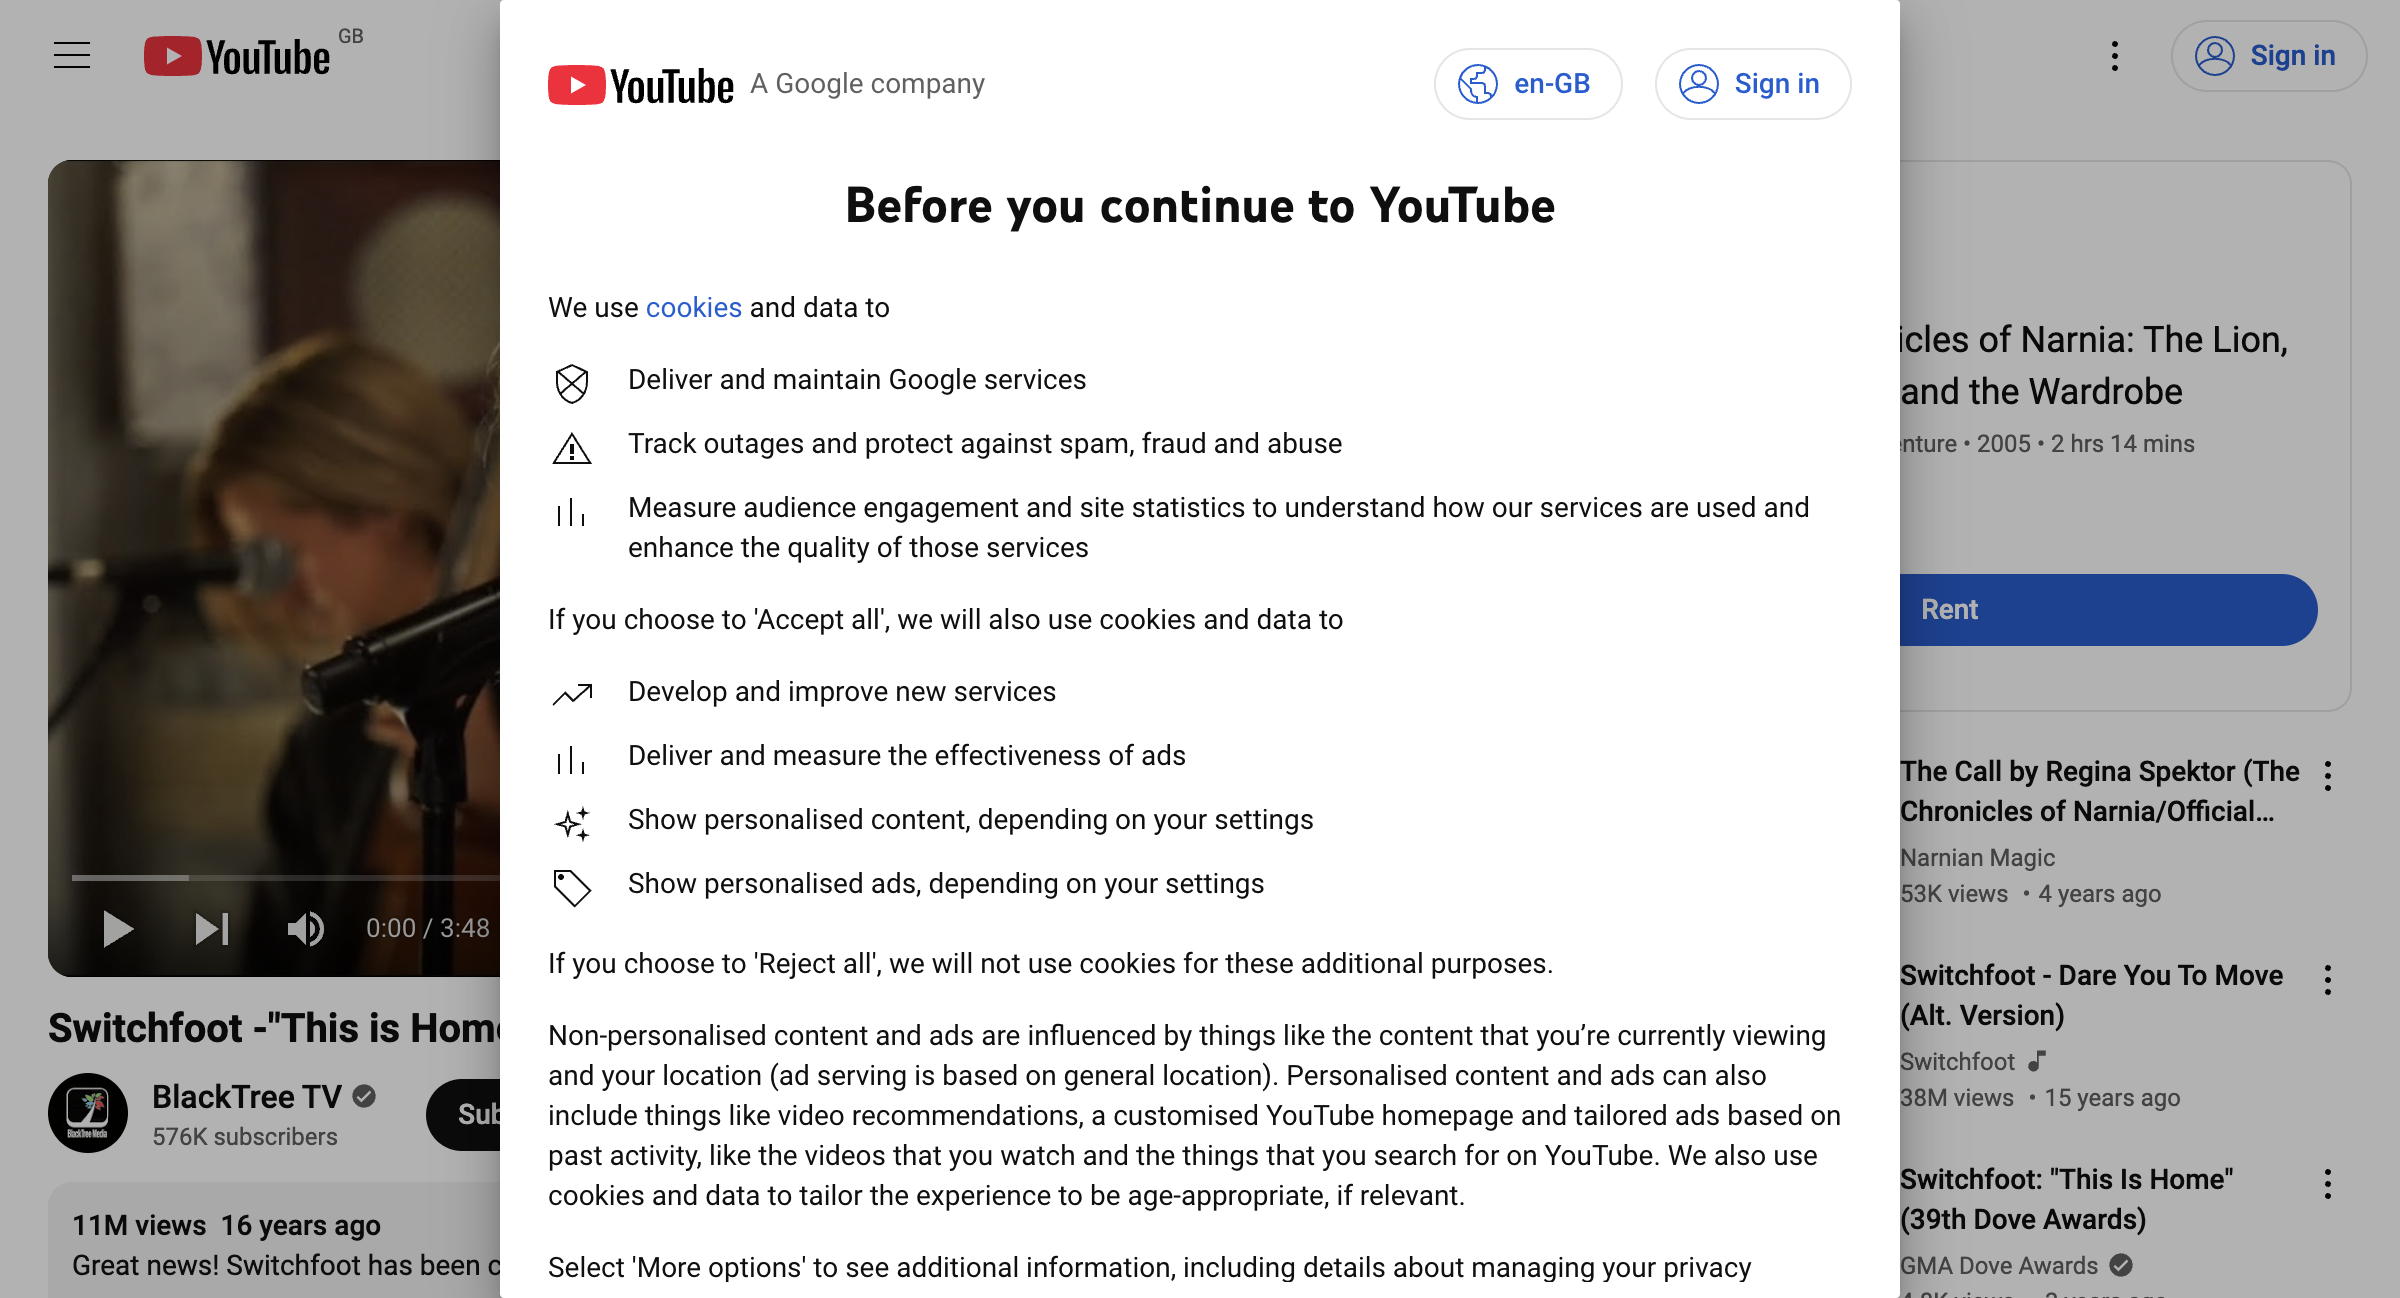 YouTube GB
Sign in
YouTube A Google company
en-GB
Sign in
Before you continue to YouTube
We use cookies and data to
Deliver and maintain Google services
Track outages and protect against spam, fraud and abuse
Measure audience engagement and site statistics to understand how our services are used and
enhance the quality of those services
If you choose to 'Accept all', we will also use cookies and data to
Develop and improve new services
Deliver and measure the effectiveness of ads
Show personalised content, depending on your settings
Show personalised ads, depending on your settings
If you choose to 'Reject all', we will not use cookies for these additional purposes.
Non-personalised content and ads are influenced by things like the content that you’re currently viewing
and your location (ad serving is based on general location). Personalised content and ads can also
include things like video recommendations, a customised YouTube homepage and tailored ads based on
past activity, like the videos that you watch and the things that you search for on YouTube. We also use
cookies and data to tailor the experience to be age-appropriate, if relevant.
Select 'More options' to see additional information, including details about managing your privacy
0:00 / 3:48
Switchfoot -"This is Hom
BlackTree TV
576K subscribers
Sub
BlackTree Media
11M views 16 years ago
Great news! Switchfoot has been c
icles of Narnia: The Lion,
and the Wardrobe
enture • 2005 • 2 hrs 14 mins
Rent
The Call by Regina Spektor (The
Chronicles of Narnia/Official...
Narnian Magic
53K views • 4 years ago
Switchfoot - Dare You To Move
(Alt. Version)
Switchfoot
38M views • 15 years ago
Switchfoot: "This Is Home"
(39th Dove Awards)
GMA Dove Awards